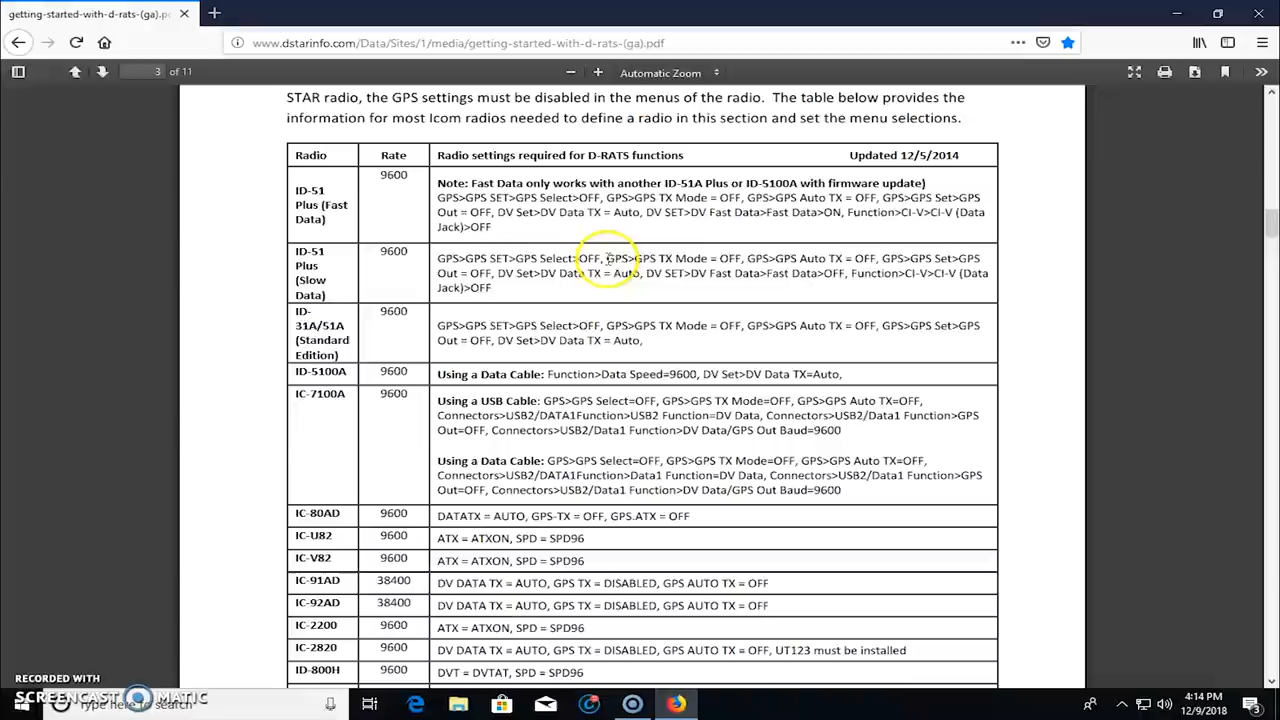 getting-started-with-d-rats-(ga).pd
www.dstarinfo.com/Data/Sites/1/media/getting-started-with-d-rats-(ga).pdf
3 of 11
Automatic Zoom
STAR radio, the GPS settings must be disabled in the menus of the radio. The table below provides the
information for most Icom radios needed to define a radio in this section and set the menu selections.
Radio Rate Radio settings required for D-RATS functions Updated 12/5/2014
ID-51
Plus (Fast
Data)
9600
Note: Fast Data only works with another ID-51A Plus or ID-5100A with firmware update)
GPS>GPS SET>GPS Select>OFF, GPS>GPS TX Mode = OFF, GPS>GPS Auto TX = OFF, GPS>GPS Set>GPS
Out = OFF, DV Set>DV Data TX = Auto, DV SET>DV Fast Data>Fast Data>ON, Function>CI-V>CI-V (Data
Jack)>OFF
ID-51
Plus
(Slow
Data)
9600
GPS>GPS SET>GPS Select>OFF, GPS>GPS TX Mode = OFF, GPS>GPS Auto TX = OFF, GPS>GPS Set>GPS
Out = OFF, DV Set>DV Data TX = Auto, DV SET>DV Fast Data>Fast Data>OFF, Function>CI-V>CI-V (Data
Jack)>OFF
ID-
31A/51A
(Standard
Edition)
9600
GPS>GPS SET>GPS Select>OFF, GPS>GPS TX Mode = OFF, GPS>GPS Auto TX = OFF, GPS>GPS Set>GPS
Out = OFF, DV Set>DV Data TX = Auto,
ID-5100A 9600 Using a Data Cable: Function>Data Speed=9600, DV Set>DV Data TX=Auto,
IC-7100A 9600 Using a USB Cable: GPS>GPS Select=OFF, GPS>GPS TX Mode=OFF, GPS>GPS Auto TX=OFF,
Connectors>USB2/DATA1Function>USB2 Function=DV Data, Connectors>USB2/Data1 Function>GPS
Out=OFF, Connectors>USB2/Data1 Function>DV Data/GPS Out Baud=9600
Using a Data Cable: GPS>GPS Select=OFF, GPS>GPS TX Mode=OFF, GPS>GPS Auto TX=OFF,
Connectors>USB2/DATA1Function>Data1 Function=DV Data, Connectors>USB2/Data1 Function>GPS
Out=OFF, Connectors>USB2/Data1 Function>DV Data/GPS Out Baud=9600
IC-80AD 9600 DATATX = AUTO, GPS-TX = OFF, GPS.ATX = OFF
IC-U82 9600 ATX = ATXON, SPD = SPD96
IC-V82 9600 ATX = ATXON, SPD = SPD96
IC-91AD 38400 DV DATA TX = AUTO, GPS TX = DISABLED, GPS AUTO TX = OFF
IC-92AD 38400 DV DATA TX = AUTO, GPS TX = DISABLED, GPS AUTO TX = OFF
IC-2200 9600 ATX = ATXON, SPD = SPD96
IC-2820 9600 DV DATA TX = AUTO, GPS TX = DISABLED, GPS AUTO TX = OFF, UT123 must be installed
ID-800H 9600 DVT = DVTAT, SPD = SPD96
RECORDED WITH
SCREENCAST MATIC
Type here to search
4:14 PM
12/9/2018
3